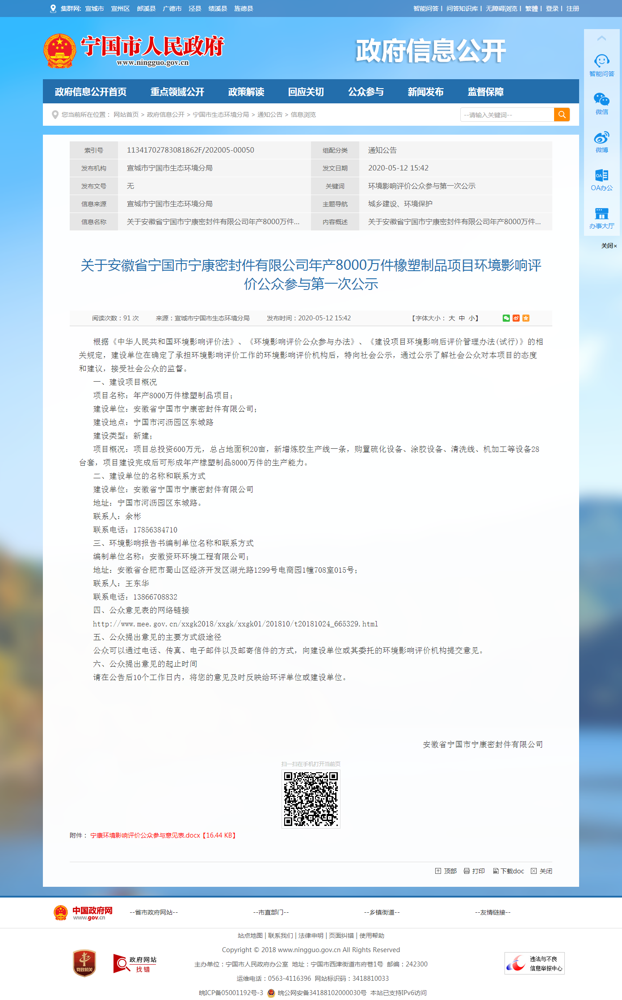 集群网: 宣城市 宣州区 郎溪县 广德市 泾县 绩溪县 旌德县
智能问答 | 问答知识库 | 无障碍浏览 | 繁體 | 登录 | 注册
宁国市人民政府
www.ningguo.gov.cn
政府信息公开
智能问答
微信
微博
OA办公
办事大厅
关闭×
政府信息公开首页 重点领域公开 政策解读 回应关切 公众参与 新闻发布 监督保障
您当前所在位置： 网站首页 > 政府信息公开 > 宁国市生态环境分局 > 通知公告 > 信息浏览
--请输入关键词--
索引号 11341702783081862F/202005-00050 组配分类 通知公告
发布机构 宣城市宁国市生态环境分局 发文日期 2020-05-12 15:42
发布文号 无 关键词 环境影响评价公众参与第一次公示
信息来源 宣城市宁国市生态环境分局 主题导航 城乡建设、环境保护
信息名称 关于安徽省宁国市宁康密封件有限公司年产8000万件... 内容概述 关于安徽省宁国市宁康密封件有限公司年产8000万件...
关于安徽省宁国市宁康密封件有限公司年产8000万件橡塑制品项目环境影响评
价公众参与第一次公示
阅读次数：91 次 来源：宣城市宁国市生态环境分局 发布时间：2020-05-12 15:42 【字体大小： 大 中 小】
根据《中华人民共和国环境影响评价法》、《环境影响评价公众参与办法》、《建设项目环境影响后评价管理办法(试行)》的相
关规定，建设单位在确定了承担环境影响评价工作的环境影响评价机构后，特向社会公示，通过公示了解社会公众对本项目的态度
和建议，接受社会公众的监督。
一、建设项目概况
项目名称：年产8000万件橡塑制品项目；
建设单位：安徽省宁国市宁康密封件有限公司；
建设地点：宁国市河沥园区东城路
建设类型：新建；
项目概况：项目总投资600万元，总占地面积20亩，新增炼胶生产线一条，购置硫化设备、涂胶设备、清洗线、机加工等设备28
台套，项目建设完成后可形成年产橡塑制品8000万件的生产能力。
二、建设单位的名称和联系方式
建设单位：安徽省宁国市宁康密封件有限公司
地址：宁国市河沥园区东城路。
联系人：余彬
联系电话：17856384710
三、环境影响报告书编制单位名称和联系方式
编制单位名称：安徽资环环境工程有限公司；
地址：安徽省合肥市蜀山区经济开发区湖光路1299号电商园1幢708室015号；
联系人：王东华
联系电话：13866708832
四、公众意见表的网络链接
http://www.mee.gov.cn/xxgk2018/xxgk/xxgk01/201810/t20181024_665329.html
五、公众提出意见的主要方式级途径
公众可以通过电话、传真、电子邮件以及邮寄信件的方式，向建设单位或其委托的环境影响评价机构提交意见。
六、公众提出意见的起止时间
请在公告后10个工作日内，将您的意见及时反映给环评单位或建设单位。
安徽省宁国市宁康密封件有限公司
扫一扫在手机打开当前页
附件： 宁康环境影响评价公众参与意见表.docx【16.44 KB】
顶部 打印 下载doc 关闭
中国政府网
www.gov.cn
--省市政府网站-- --市直部门-- --乡镇街道-- --友情链接--
站点地图 | 联系我们 | 法律申明 | 页面纠错 | 使用帮助
Copyright © 2018 www.ningguo.gov.cn All Rights Reserved
主办单位：宁国市人民政府办公室 地址：宁国市西津街道市府巷1号 邮编：242300
运维电话：0563-4116396 网站标识码：3418810033
皖ICP备05001192号-3 皖公网安备34188102000030号 本站已支持IPv6访问
党政机关
政府网站
找错
违法与不良
信息举报中心